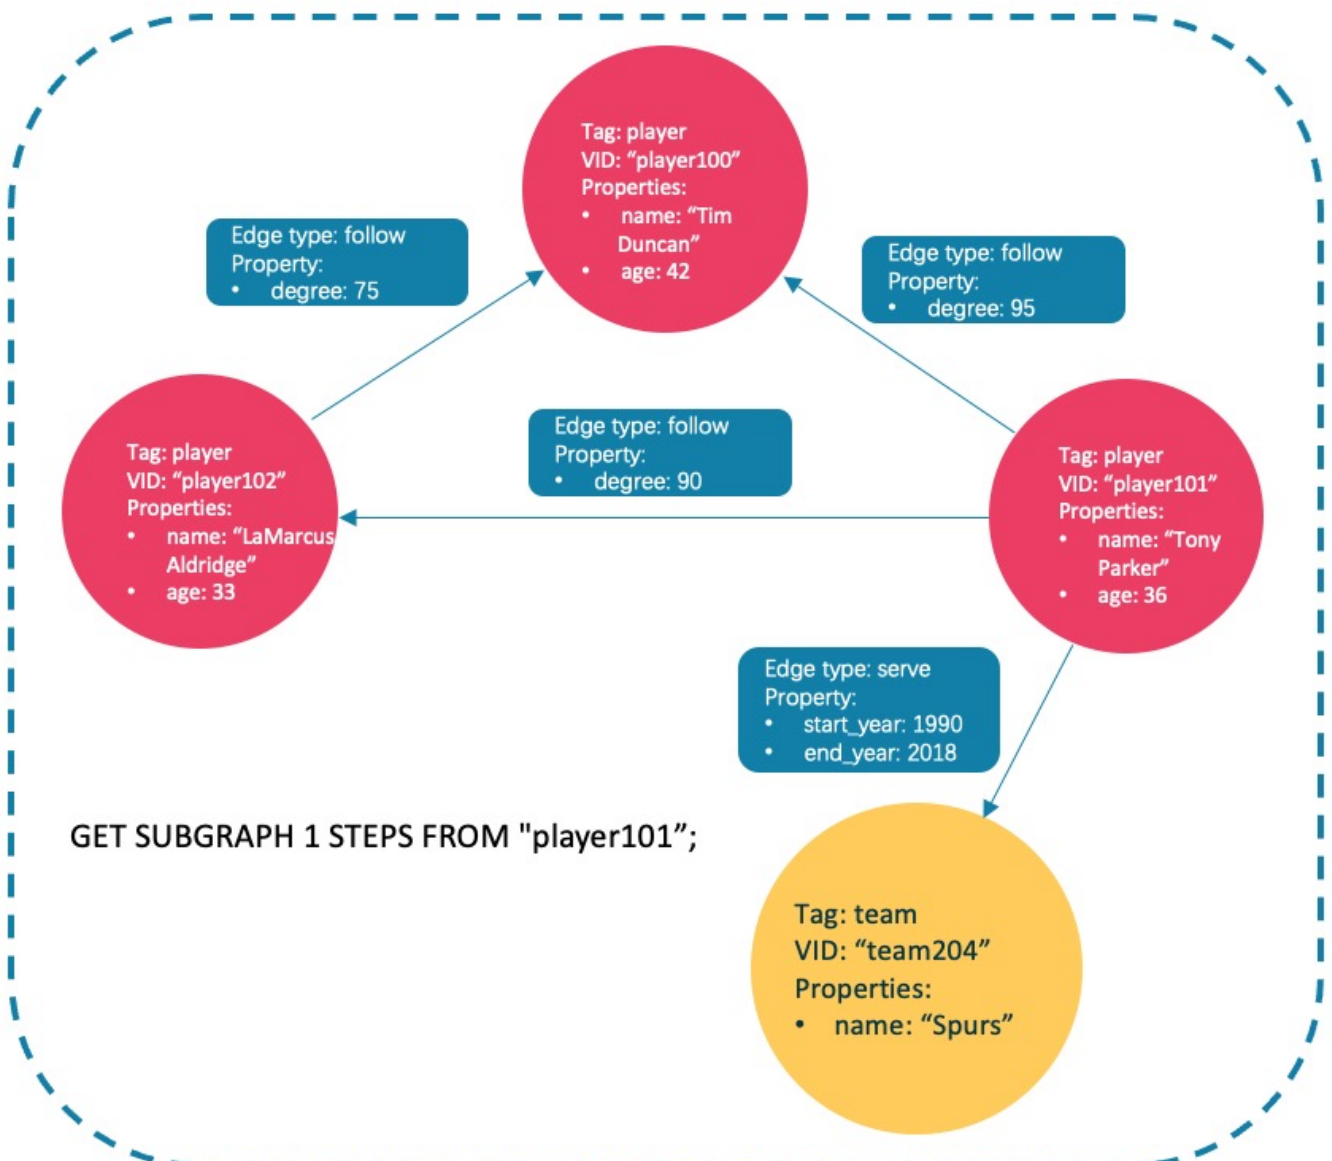 Tag: player
VID: “player100”
Properties:
• name: “Tim
Duncan”
• age: 42
Edge type: follow
Property:
• degree: 75
Edge type: follow
Property:
• degree: 95
Edge type: follow
Property:
• degree: 90
Tag: player
VID: “player102”
Properties:
• name: “LaMarcus
Aldridge”
• age: 33
Tag: player
VID: “player101”
Properties:
• name: “Tony
Parker”
• age: 36
Edge type: serve
Property:
• start_year: 1990
• end_year: 2018
GET SUBGRAPH 1 STEPS FROM "player101”;
Tag: team
VID: “team204”
Properties:
• name: “Spurs”